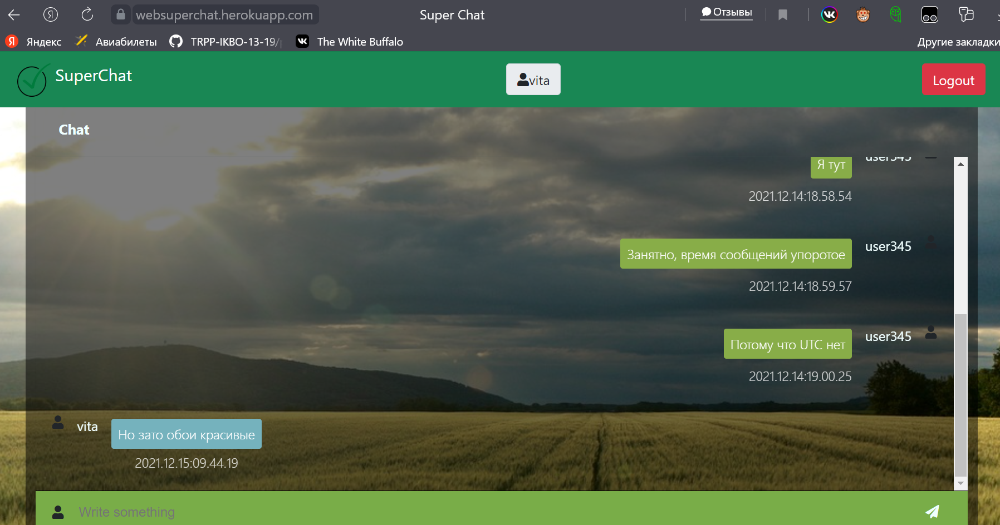 websuperchat.herokuapp.com
Super Chat
Отзывы
Яндекс
Авиабилеты
TRPP-IKBO-13-19/
The White Buffalo
Другие закладки
SuperChat
vita
Logout
Chat
Я тут
user345
2021.12.14:18.58.54
Занятно, время сообщений упоротое
user345
2021.12.14:18.59.57
Потому что UTC нет
user345
2021.12.14:19.00.25
vita
Но зато обои красивые
2021.12.15:09.44.19
Write something